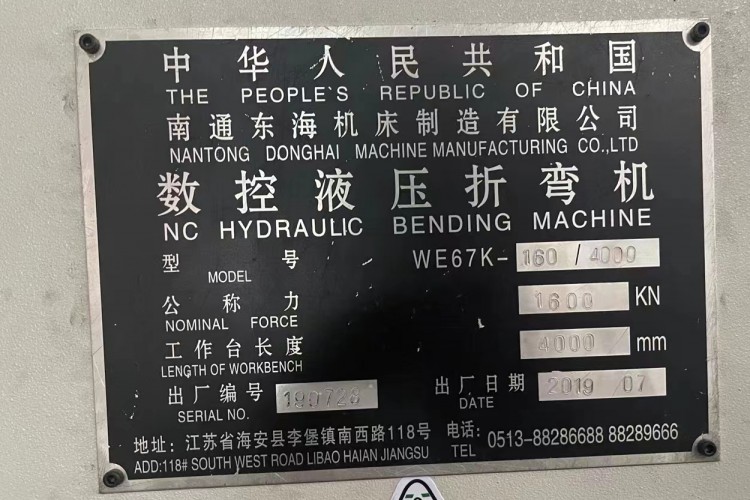 中华人民共和国
THE PEOPLE'S REPUBLIC OF CHINA
南通东海机床制造有限公司
NANTONG DONGHAI MACHINE MANUFACTURING CO.,LTD
数控液压折弯机
NC HYDRAULIC BENDING MACHINE
型号 WE67K-160/4000
MODEL
公称力 1600 KN
NOMINAL FORCE
工作台长度 4000 mm
LENGTH OF WORKBENCH
出厂编号 190728 出厂日期 2019 07
SERIAL NO. DATE
地址: 江苏省海安县李堡镇南西路118号 电话: 0513-88286688 88289666
ADD:118# SOUTH WEST ROAD LIBAO HAIAN JIANGSU TEL